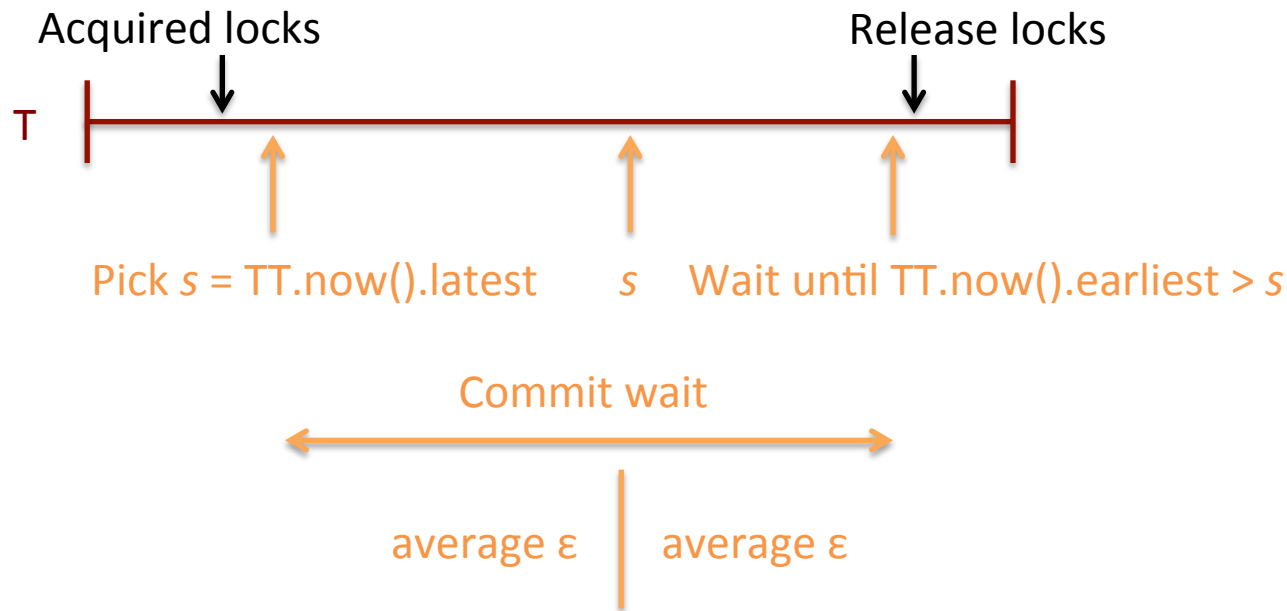 Acquired locks
Release locks
T
Pick s = TT.now().latest
s
Wait until TT.now().earliest > s
Commit wait
average ε
average ε